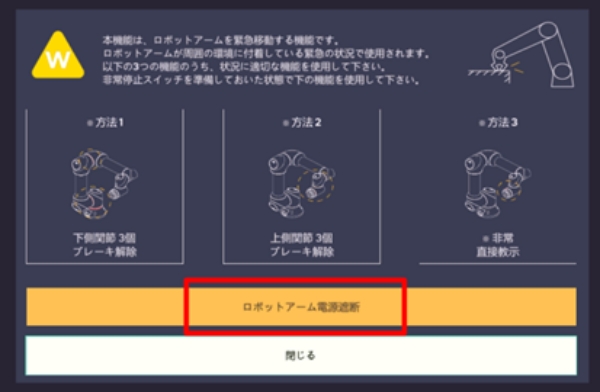 W
本機能は、ロボットアームを緊急移動する機能です。
ロボットアームが周囲の環境に付着している緊急の状況で使用されます。
以下の3つの機能のうち、状況に適切な機能を使用して下さい。
非常停止スイッチを準備しておいた状態で下の機能を使用して下さい。
※方法1
※方法2
※方法3
下側関節 3個
ブレーキ解除
上側関節 3個
ブレーキ解除
※非常
直接教示
ロボットアーム電源遮断
閉じる